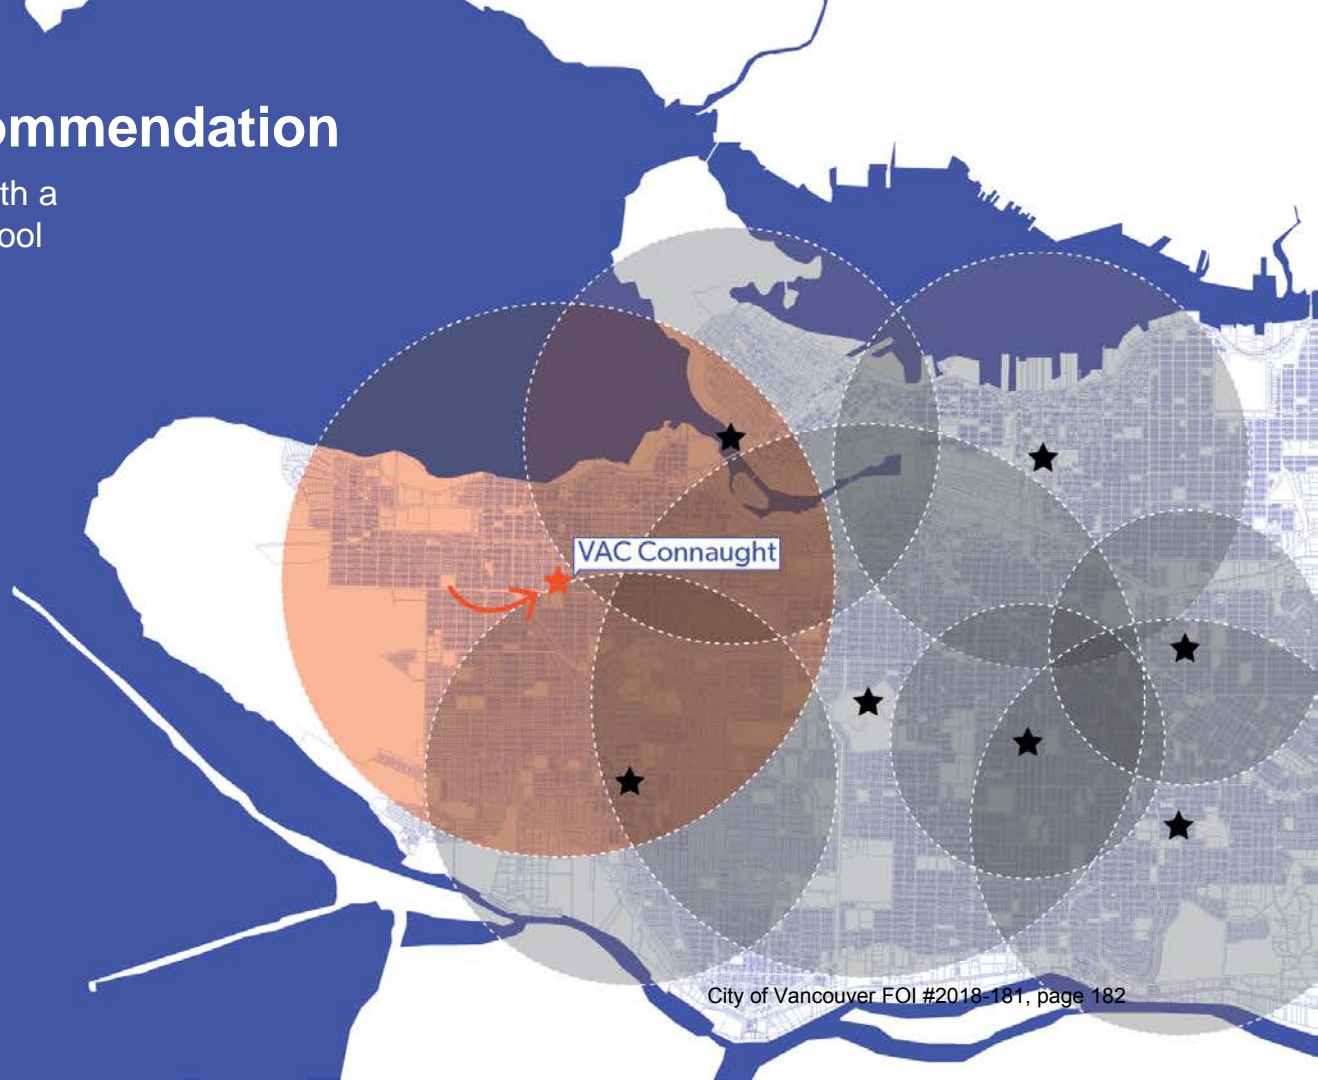 ommendation
th a
ool
VAC Connaught
City of Vancouver FOI #2018-181, page 182